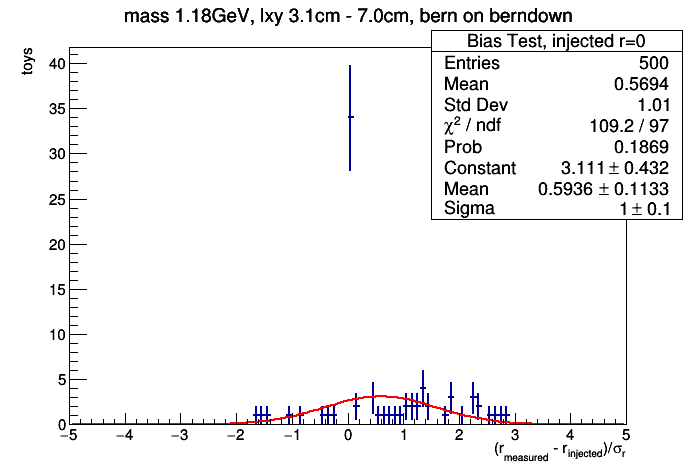 mass 1.18GeV, lxy 3.1cm - 7.0cm, bern on berndown
Bias Test, injected r=0
Entries 500
Mean 0.5694
Std Dev 1.01
χ² / ndf 109.2 / 97
Prob 0.1869
Constant 3.111 ± 0.432
Mean 0.5936 ± 0.1133
Sigma 1 ± 0.1
toys
40
35
30
25
20
15
10
5
0
−5 −4 −3 −2 −1 0 1 2 3 4 5
(r_measured - r_injected)/σ_r